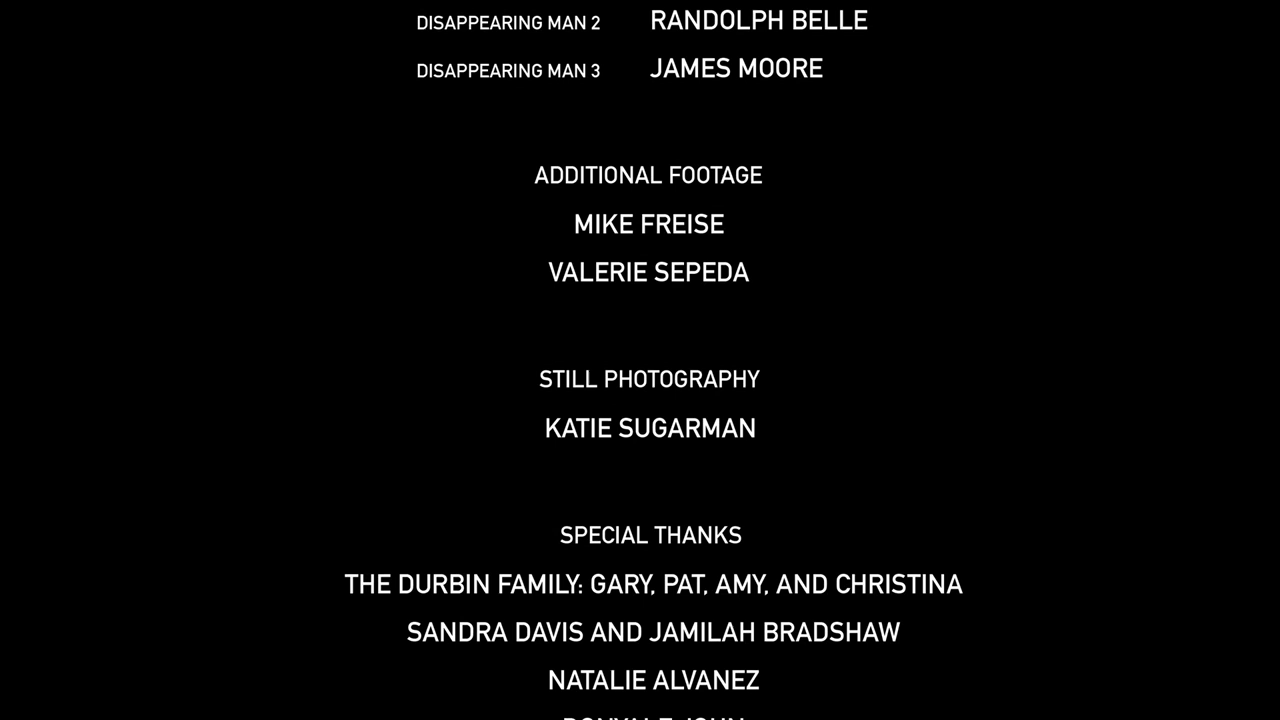 DISAPPEARING MAN 2 RANDOLPH BELLE
DISAPPEARING MAN 3 JAMES MOORE
ADDITIONAL FOOTAGE
MIKE FREISE
VALERIE SEPEDA
STILL PHOTOGRAPHY
KATIE SUGARMAN
SPECIAL THANKS
THE DURBIN FAMILY: GARY, PAT, AMY, AND CHRISTINA
SANDRA DAVIS AND JAMILAH BRADSHAW
NATALIE ALVANEZ